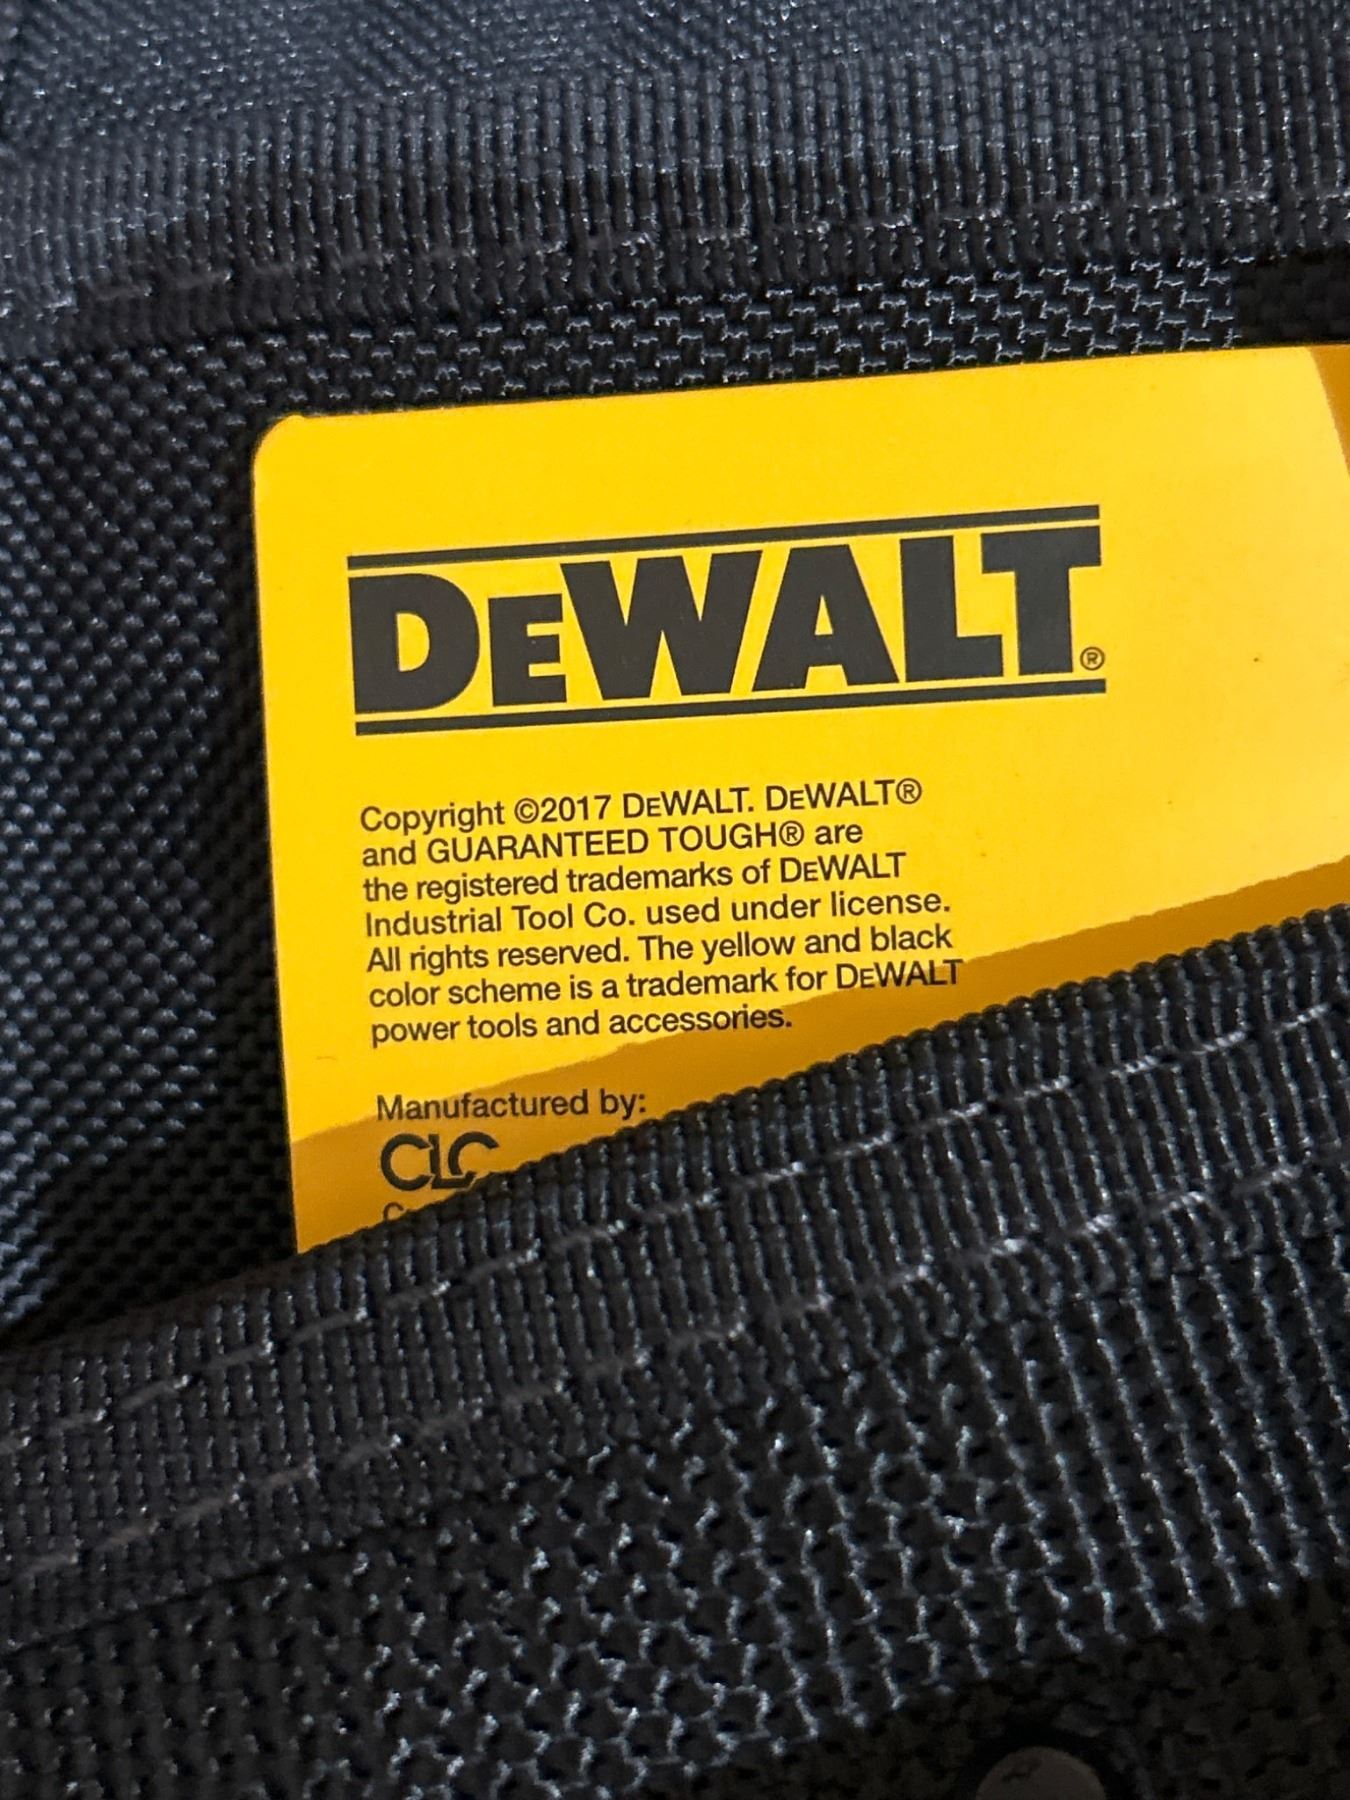 DEWALT®
Copyright ©2017 DEWALT. DEWALT®
and GUARANTEED TOUGH® are
the registered trademarks of DEWALT
Industrial Tool Co. used under license.
All rights reserved. The yellow and black
color scheme is a trademark for DEWALT
power tools and accessories.
Manufactured by:
CLC